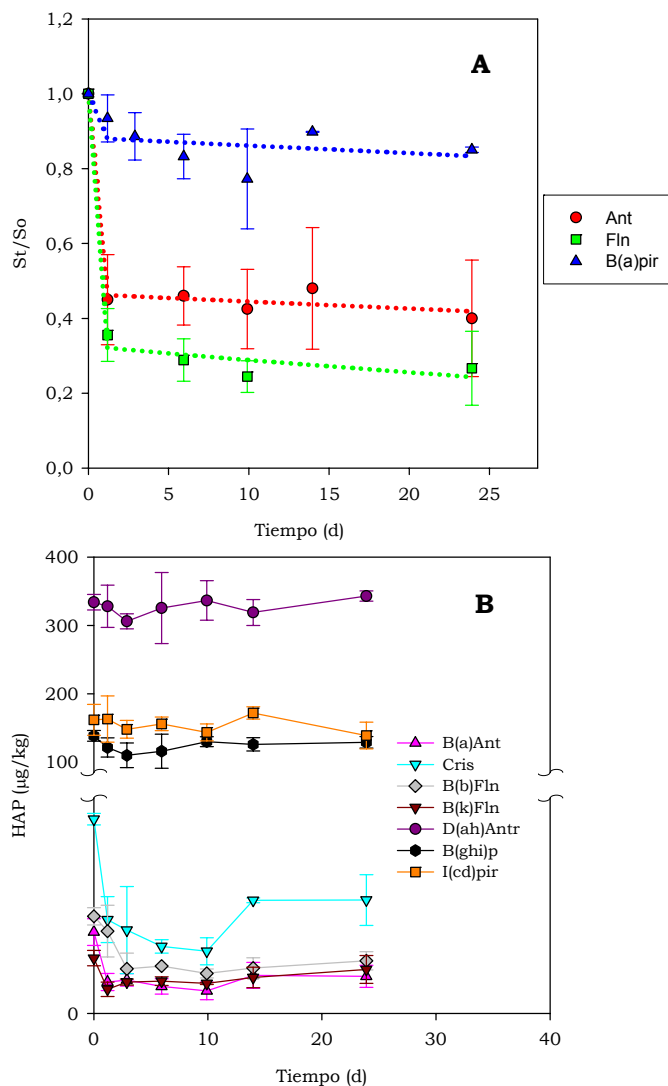 1,2
A
1,0
0,8
St/So
0,6
0,4
0,2
0,0
0 5 10 15 20 25
Tiempo (d)
Ant
Fln
B(a)pir
400
B
300
200
100
HAP (µg/kg)
0
B(a)Ant
Cris
B(b)Fln
B(k)Fln
D(ah)Antr
B(ghi)p
I(cd)pir
0 10 20 30 40
Tiempo (d)